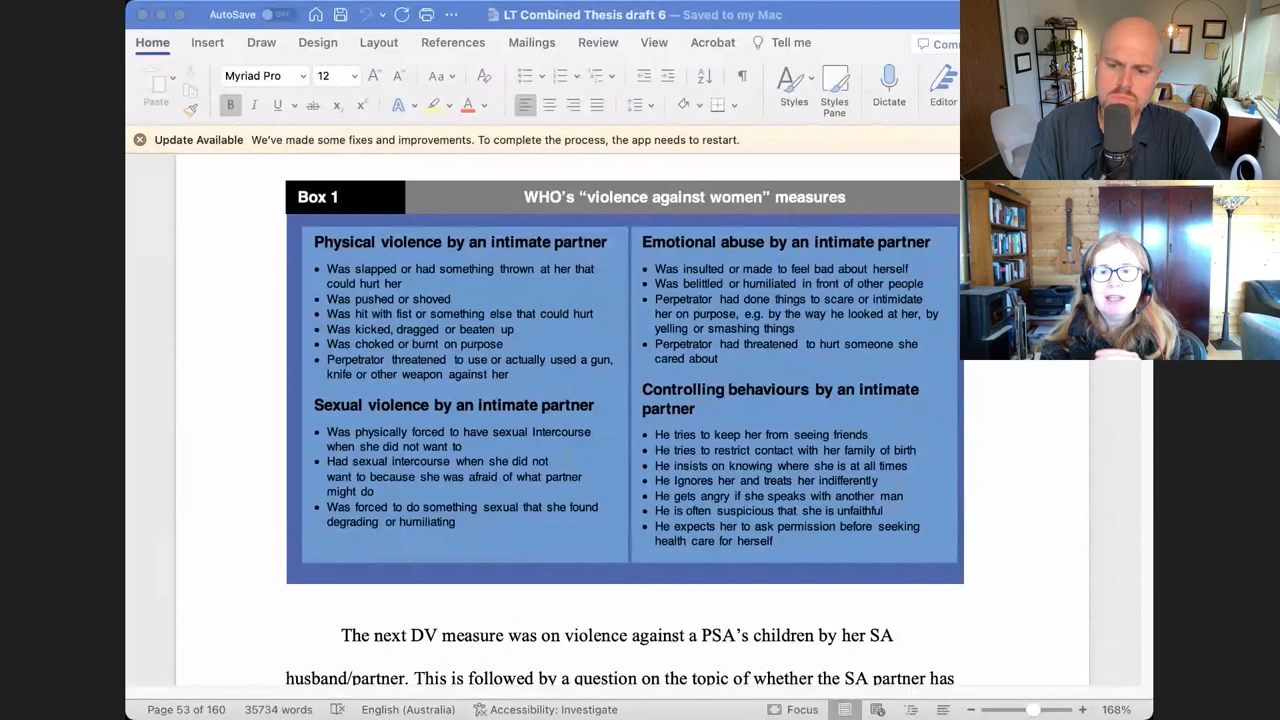 AutoSave OFF
LT Combined Thesis draft 6 — Saved to my Mac
Home Insert Draw Design Layout References Mailings Review View Acrobat Tell me
Myriad Pro 12
Paste
Styles
Styles Pane
Dictate
Editor
Update Available We've made some fixes and improvements. To complete the process, the app needs to restart.
Box 1 WHO's “violence against women” measures
Physical violence by an intimate partner
• Was slapped or had something thrown at her that
could hurt her
• Was pushed or shoved
• Was hit with fist or something else that could hurt
• Was kicked, dragged or beaten up
• Was choked or burnt on purpose
• Perpetrator threatened to use or actually used a gun,
knife or other weapon against her
Sexual violence by an intimate partner
• Was physically forced to have sexual Intercourse
when she did not want to
• Had sexual intercourse when she did not
want to because she was afraid of what partner
might do
• Was forced to do something sexual that she found
degrading or humiliating
Emotional abuse by an intimate partner
• Was insulted or made to feel bad about herself
• Was belittled or humiliated in front of other people
• Perpetrator had done things to scare or intimidate
her on purpose, e.g. by the way he looked at her, by
yelling or smashing things
• Perpetrator had threatened to hurt someone she
cared about
Controlling behaviours by an intimate
partner
• He tries to keep her from seeing friends
• He tries to restrict contact with her family of birth
• He insists on knowing where she is at all times
• He Ignores her and treats her indifferently
• He gets angry if she speaks with another man
• He is often suspicious that she is unfaithful
• He expects her to ask permission before seeking
health care for herself
The next DV measure was on violence against a PSA's children by her SA
husband/partner. This is followed by a question on the topic of whether the SA partner has
Page 53 of 160 35734 words English (Australia) Accessibility: Investigate Focus 168%